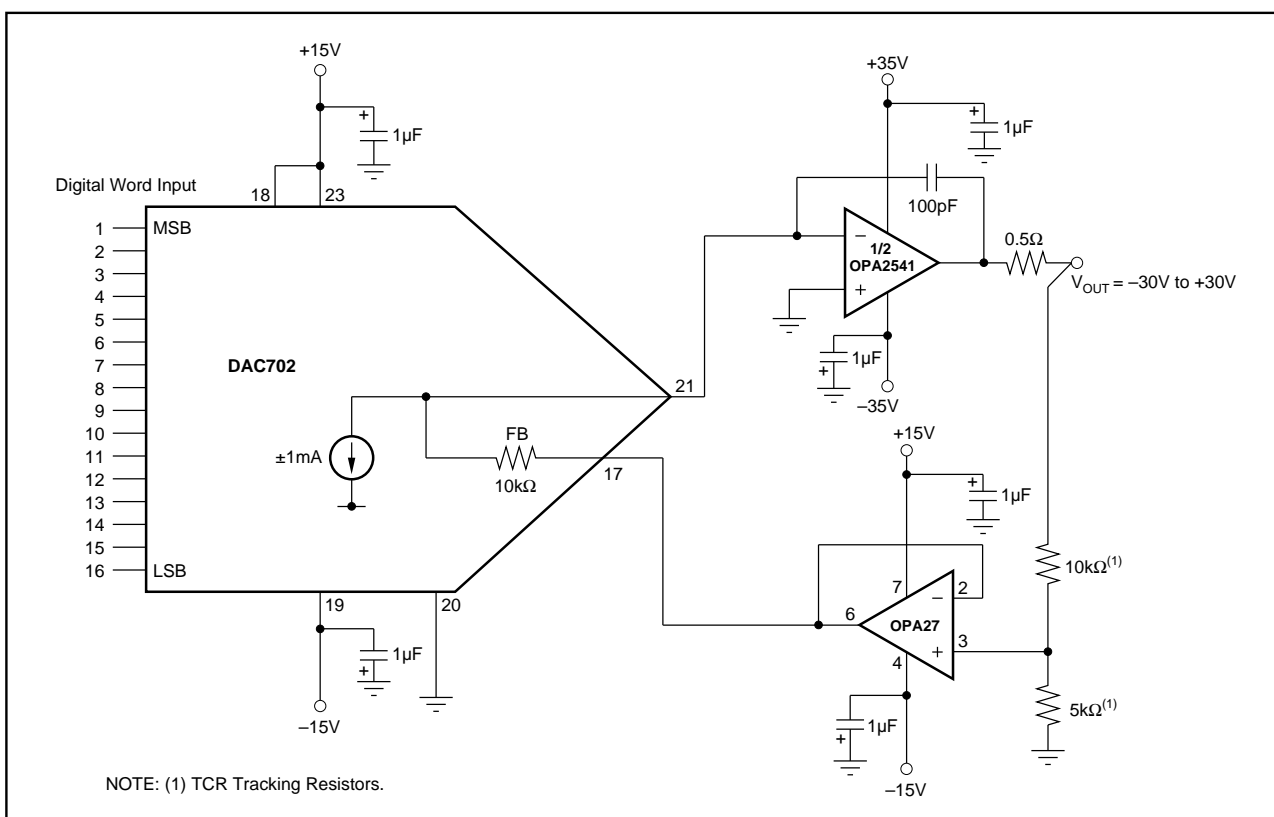 +15V
+
1µF
Digital Word Input
18
23
1
MSB
2
3
4
5
6
7
8
9
10
11
12
13
14
15
16
LSB
DAC702
±1mA
FB
10kΩ
21
17
19
20
1µF
+
–15V
+35V
+
1µF
100pF
–
1/2
OPA2541
+
0.5Ω
VOUT = –30V to +30V
1µF
+
–35V
+15V
+
1µF
10kΩ(1)
7
–
2
6
OPA27
+
3
4
5kΩ(1)
1µF
+
–15V
NOTE: (1) TCR Tracking Resistors.